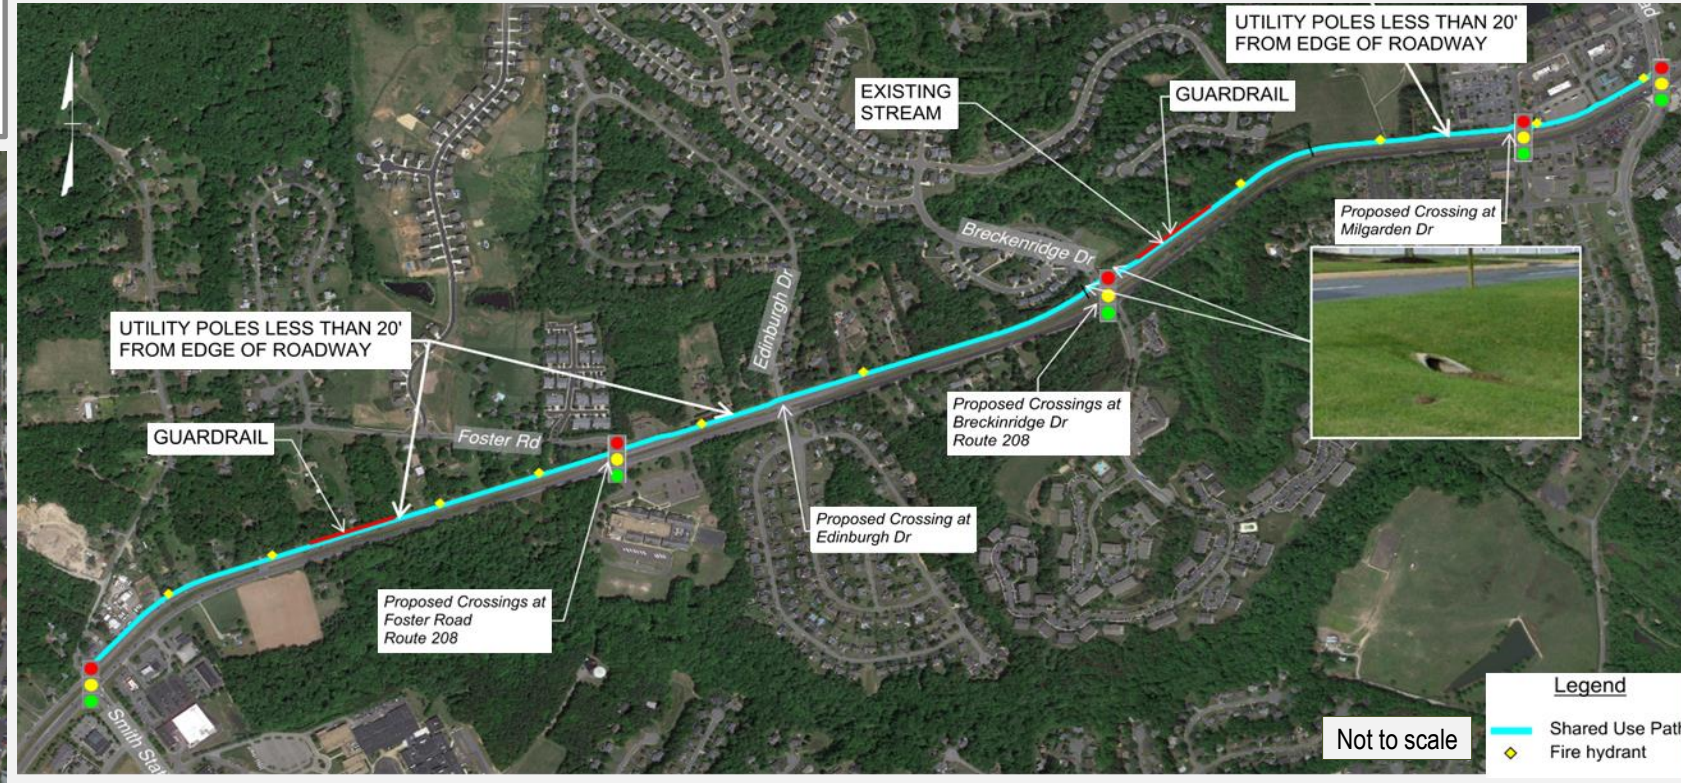 UTILITY POLES LESS THAN 20'
FROM EDGE OF ROADWAY
EXISTING
STREAM
GUARDRAIL
Proposed Crossing at
Milgarden Dr
Breckenridge Dr
Edinburgh Dr
UTILITY POLES LESS THAN 20'
FROM EDGE OF ROADWAY
Proposed Crossings at
Breckinridge Dr
Route 208
GUARDRAIL
Foster Rd
Proposed Crossing at
Edinburgh Dr
Proposed Crossings at
Foster Road
Route 208
Smith Stat
Legend
Shared Use Path
Fire hydrant
Not to scale